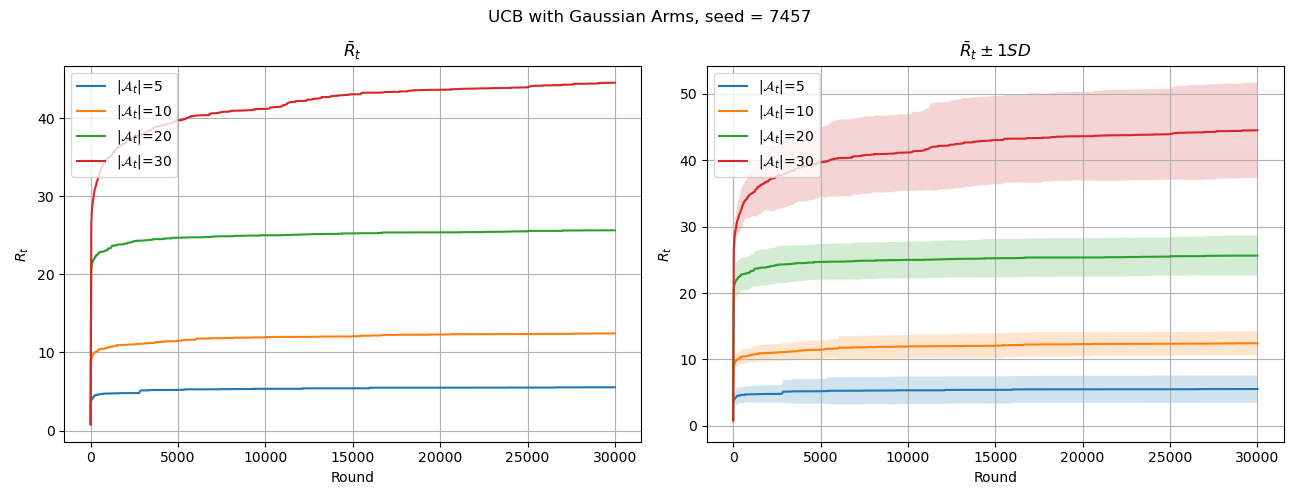 UCB with Gaussian Arms, seed = 7457
R̄ₜ
|𝒜ₜ|=5
|𝒜ₜ|=10
|𝒜ₜ|=20
|𝒜ₜ|=30
40
30
20
10
0
Rₜ
0 5000 10000 15000 20000 25000 30000
Round
R̄ₜ ± 1SD
|𝒜ₜ|=5
|𝒜ₜ|=10
|𝒜ₜ|=20
|𝒜ₜ|=30
50
40
30
20
10
0
Rₜ
0 5000 10000 15000 20000 25000 30000
Round